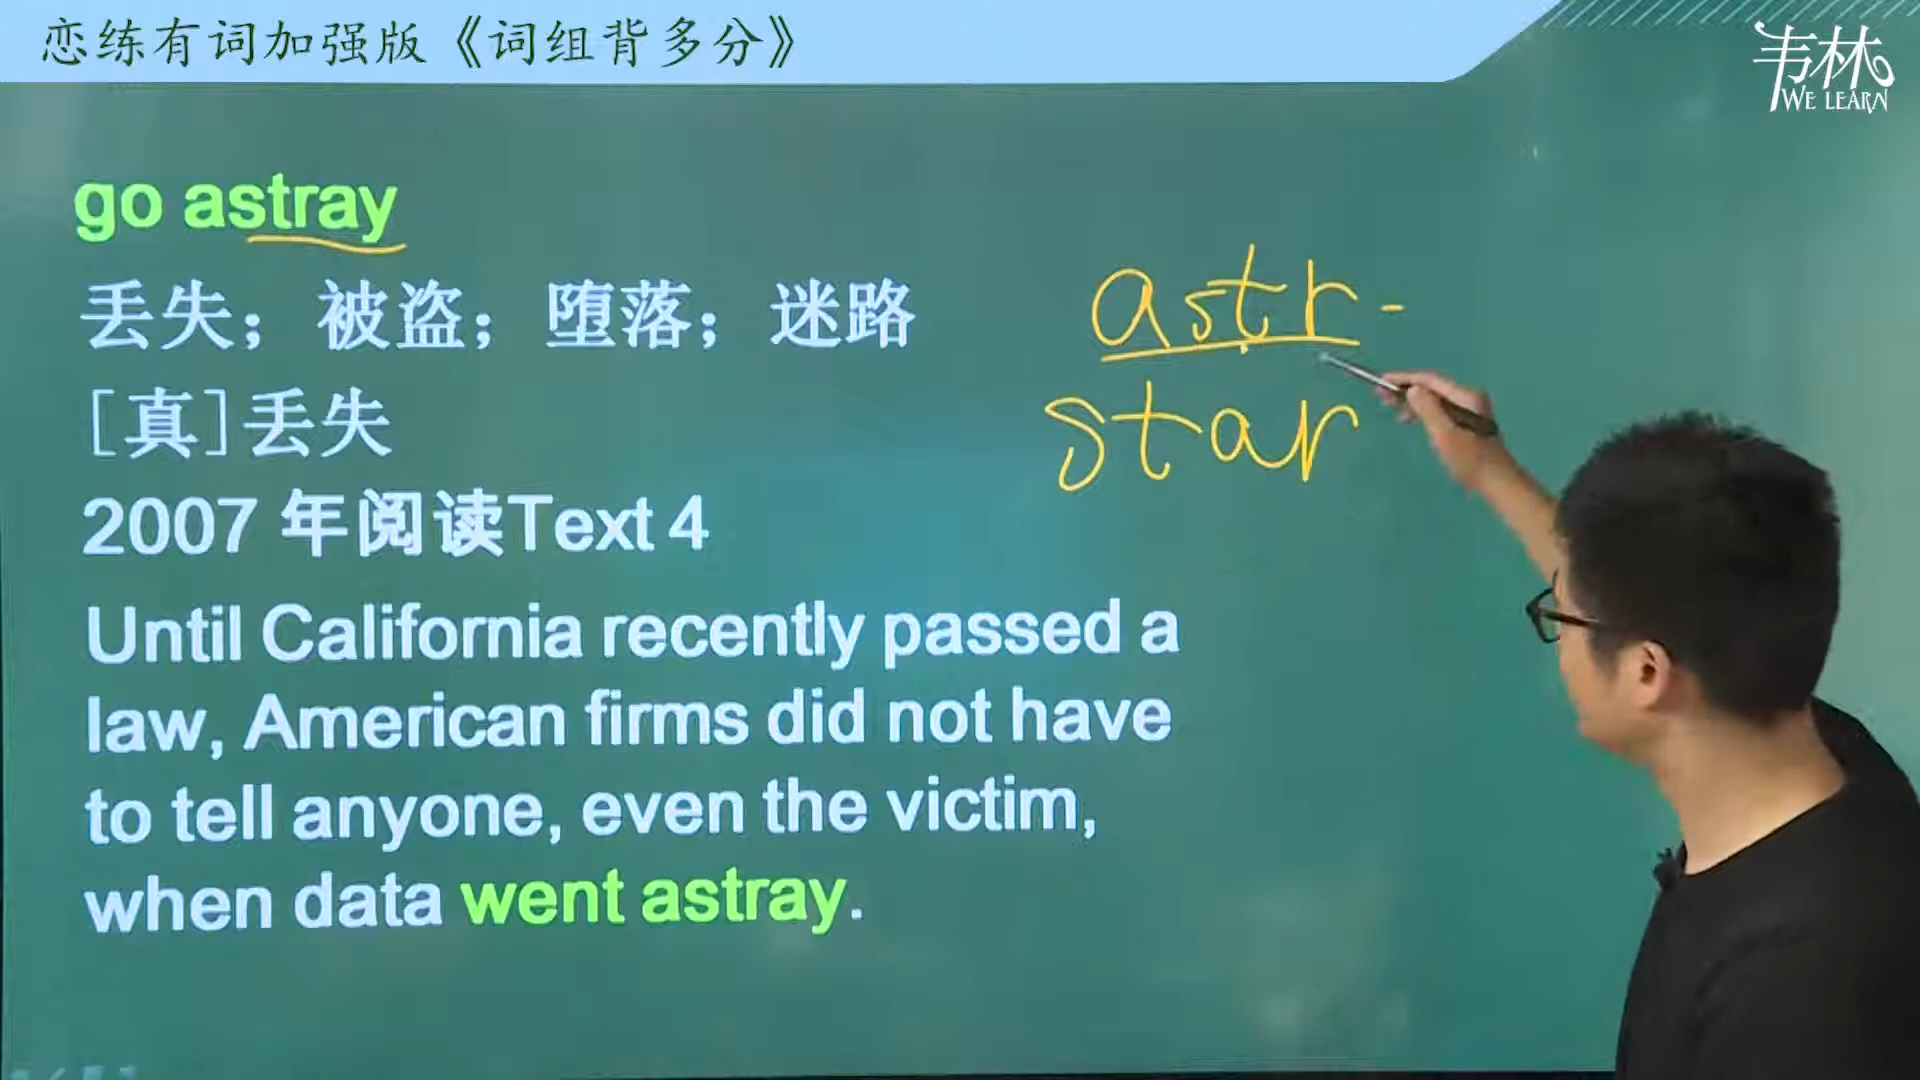 恋练有词加强版《词组背多分》
韦林
WE LEARN
go astray
丢失；被盗；堕落；迷路
[真]丢失
2007 年阅读Text 4
Until California recently passed a
law, American firms did not have
to tell anyone, even the victim,
when data went astray.
astr-
star